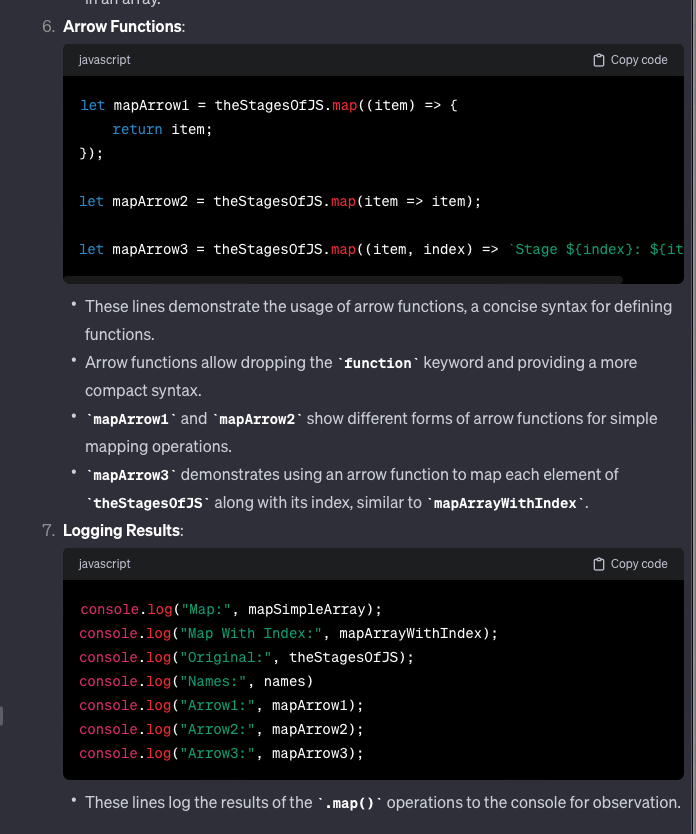 in an array.
6. Arrow Functions:
javascript
Copy code
let mapArrow1 = theStagesOfJS.map((item) => {
    return item;
});
let mapArrow2 = theStagesOfJS.map(item => item);
let mapArrow3 = theStagesOfJS.map((item, index) => `Stage ${index}: ${it
• These lines demonstrate the usage of arrow functions, a concise syntax for defining
functions.
• Arrow functions allow dropping the `function` keyword and providing a more
compact syntax.
• `mapArrow1` and `mapArrow2` show different forms of arrow functions for simple
mapping operations.
• `mapArrow3` demonstrates using an arrow function to map each element of
`theStagesOfJS` along with its index, similar to `mapArrayWithIndex`.
7. Logging Results:
javascript
Copy code
console.log("Map:", mapSimpleArray);
console.log("Map With Index:", mapArrayWithIndex);
console.log("Original:", theStagesOfJS);
console.log("Names:", names)
console.log("Arrow1:", mapArrow1);
console.log("Arrow2:", mapArrow2);
console.log("Arrow3:", mapArrow3);
• These lines log the results of the `.map()` operations to the console for observation.